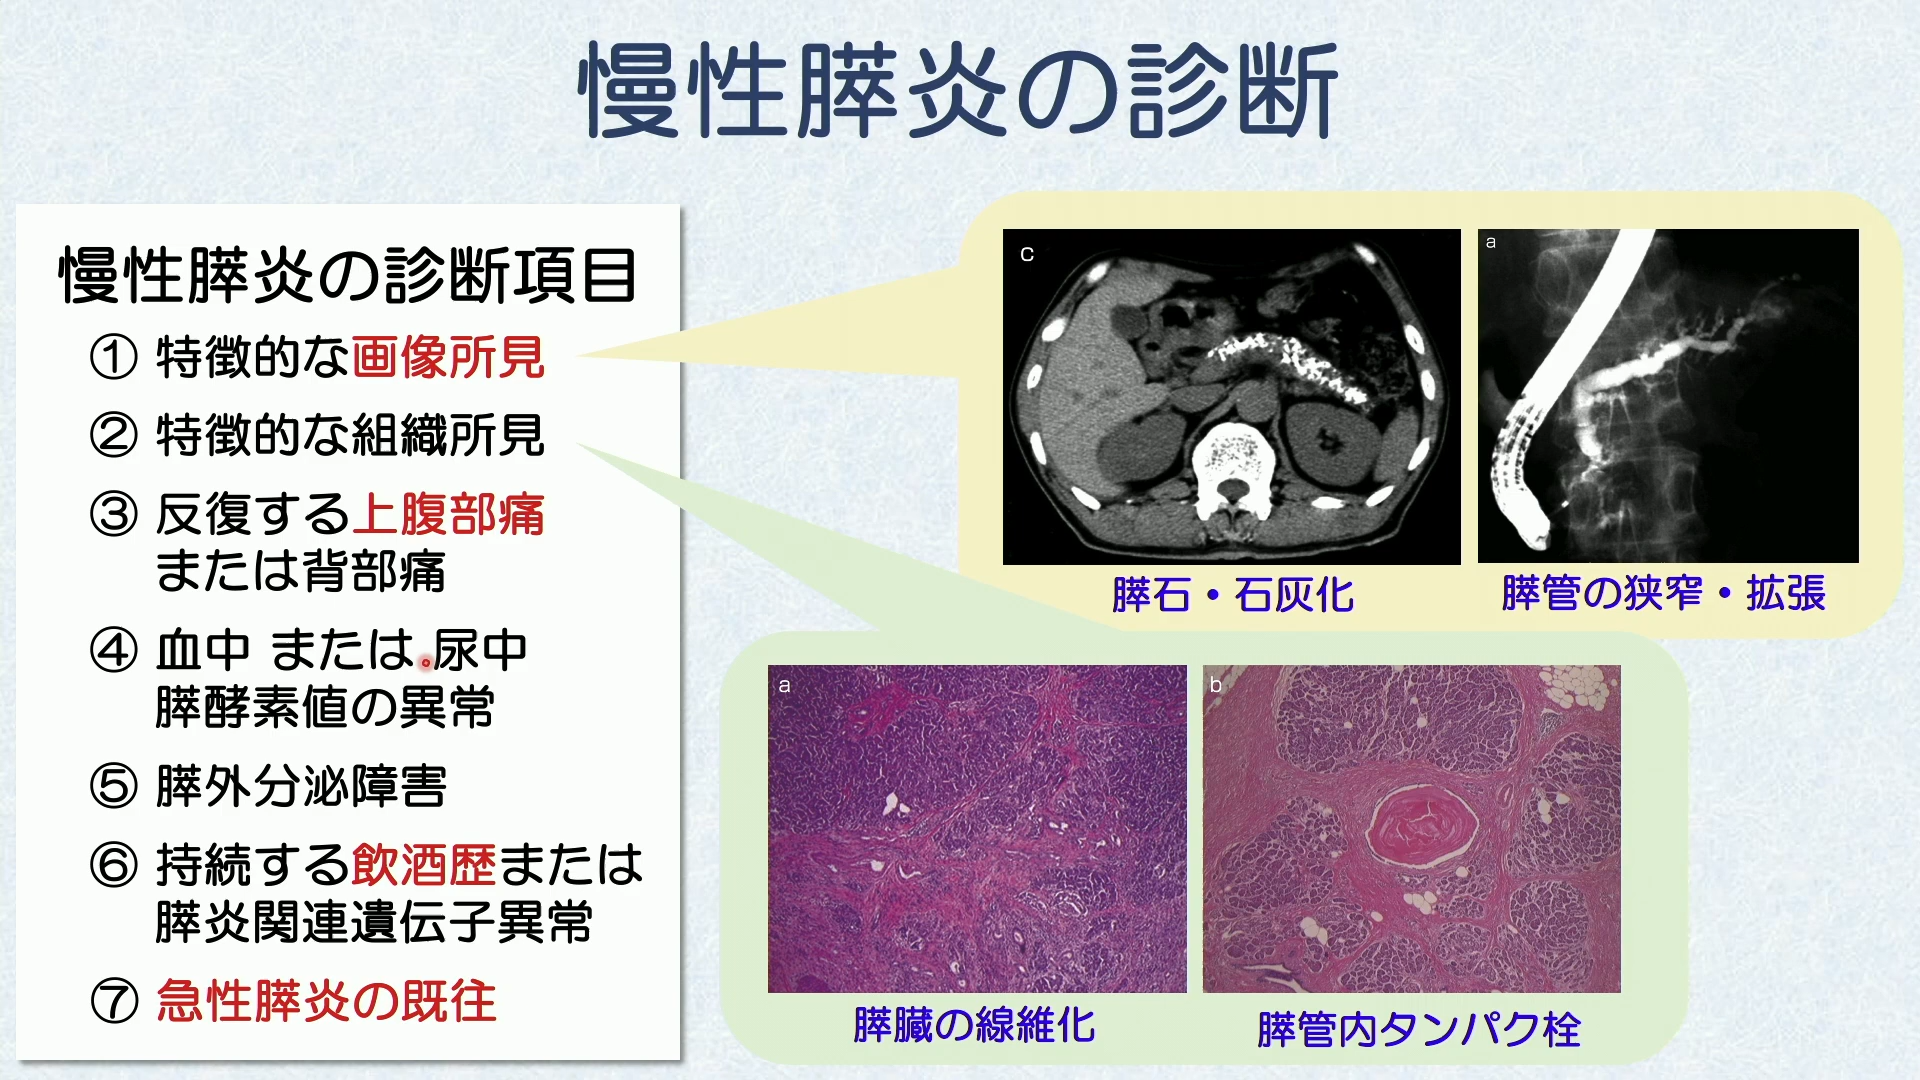 慢性膵炎の診断
慢性膵炎の診断項目
① 特徴的な画像所見
② 特徴的な組織所見
③ 反復する上腹部痛
または背部痛
④ 血中 または 尿中
膵酵素値の異常
⑤ 膵外分泌障害
⑥ 持続する飲酒歴または
膵炎関連遺伝子異常
⑦ 急性膵炎の既往
c
a
膵石・石灰化
膵管の狭窄・拡張
a
b
膵臓の線維化
膵管内タンパク栓